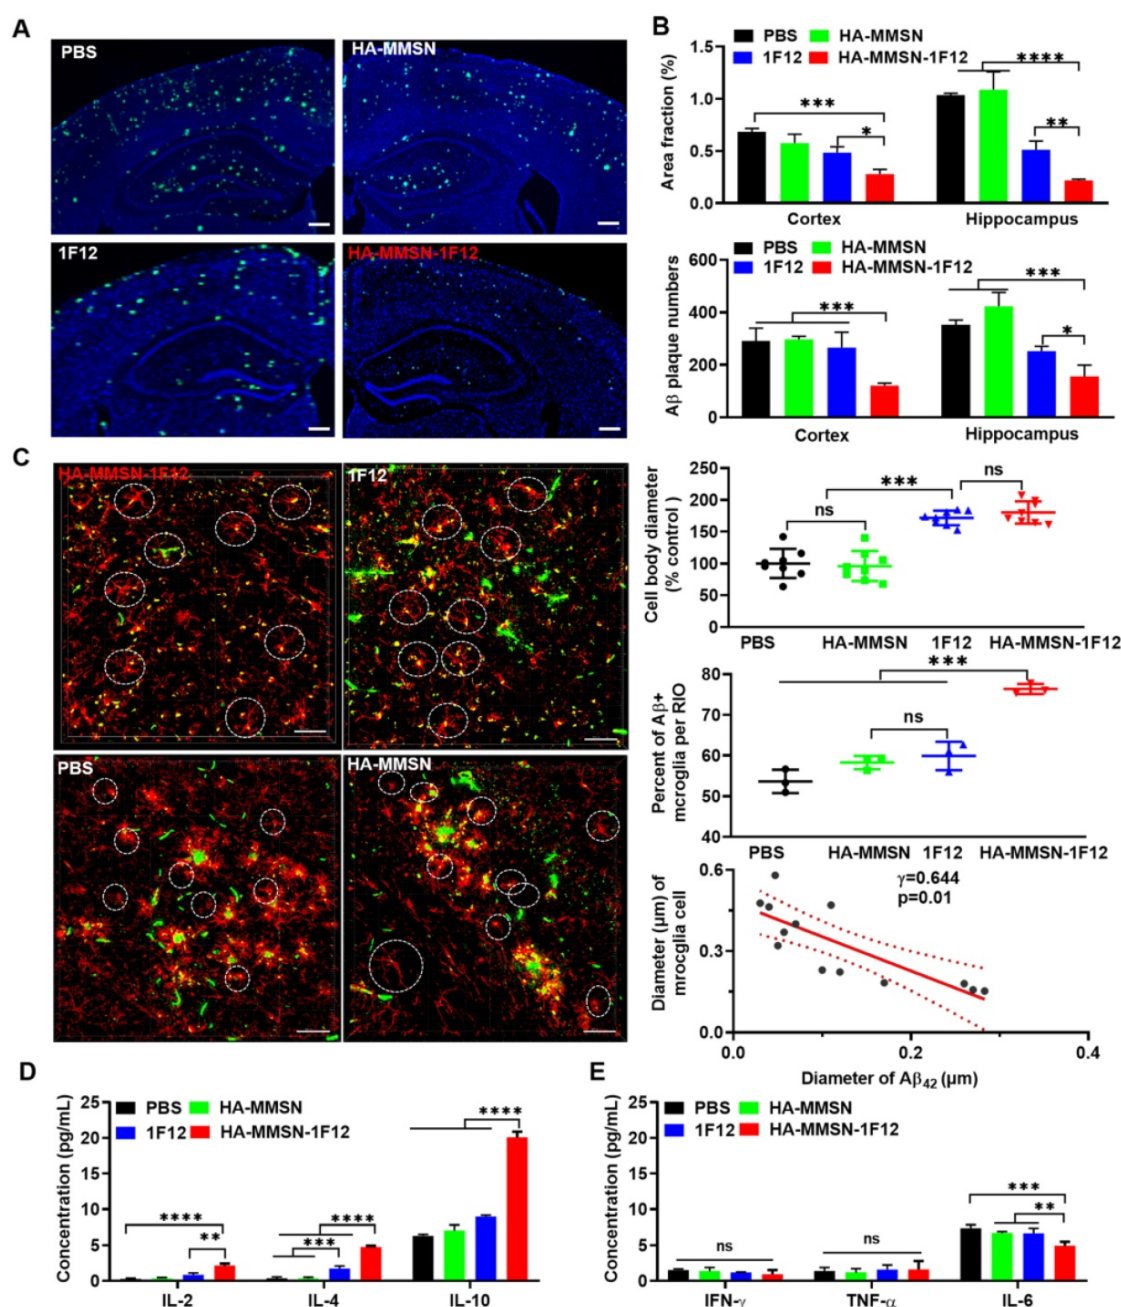 A
PBS
HA-MMSN
1F12
HA-MMSN-1F12
B
PBS HA-MMSN
1F12 HA-MMSN-1F12
Area fraction (%)
1.5
1.0
0.5
0.0
****
***
*
**
Cortex Hippocampus
PBS HA-MMSN
1F12 HA-MMSN-1F12
Aβ plaque numbers
600
400
200
0
***
***
*
Cortex Hippocampus
C
HA-MMSN-1F12
1F12
PBS
HA-MMSN
Cell body diameter
(% control)
250
200
150
100
50
0
ns
***
ns
PBS HA-MMSN 1F12 HA-MMSN-1F12
Percent of Aβ+
mcroglia per RIO
80
70
60
50
40
***
ns
PBS HA-MMSN 1F12 HA-MMSN-1F12
Diameter (μm) of
mrocglia cell
0.6
0.3
0.0
γ=0.644
p=0.01
0.0 0.2 0.4
Diameter of Aβ42 (μm)
D
Concentration (pg/mL)
25
20
15
10
5
0
PBS HA-MMSN
1F12 HA-MMSN-1F12
****
****
**
****
***
IL-2 IL-4 IL-10
E
Concentration (pg/mL)
25
20
15
10
5
0
PBS HA-MMSN
1F12 HA-MMSN-1F12
ns
ns
***
**
IFN-γ TNF-α IL-6